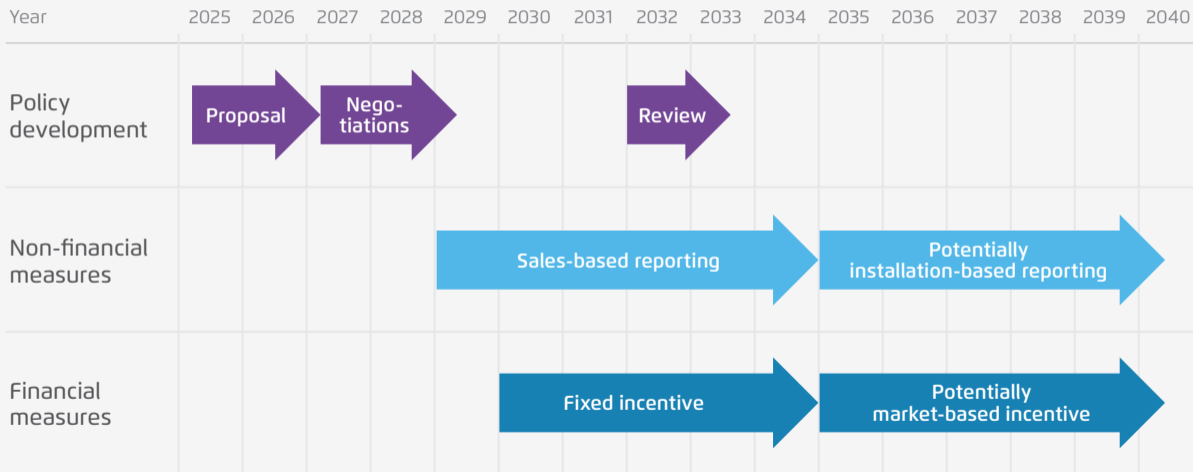 Year 2025 2026 2027 2028 2029 2030 2031 2032 2033 2034 2035 2036 2037 2038 2039 2040
Policy
development
Proposal
Nego-
tiations
Review
Non-financial
measures
Sales-based reporting
Potentially
installation-based reporting
Financial
measures
Fixed incentive
Potentially
market-based incentive